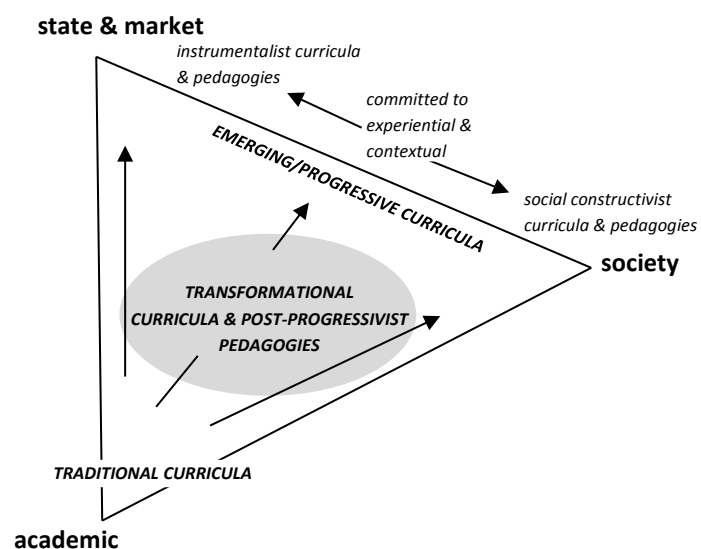 state & market
instrumentalist curricula
& pedagogies
committed to
experiential &
contextual
EMERGING/PROGRESSIVE CURRICULA
social constructivist
curricula & pedagogies
society
TRANSFORMATIONAL
CURRICULA & POST-PROGRESSIVIST
PEDAGOGIES
TRADITIONAL CURRICULA
academic